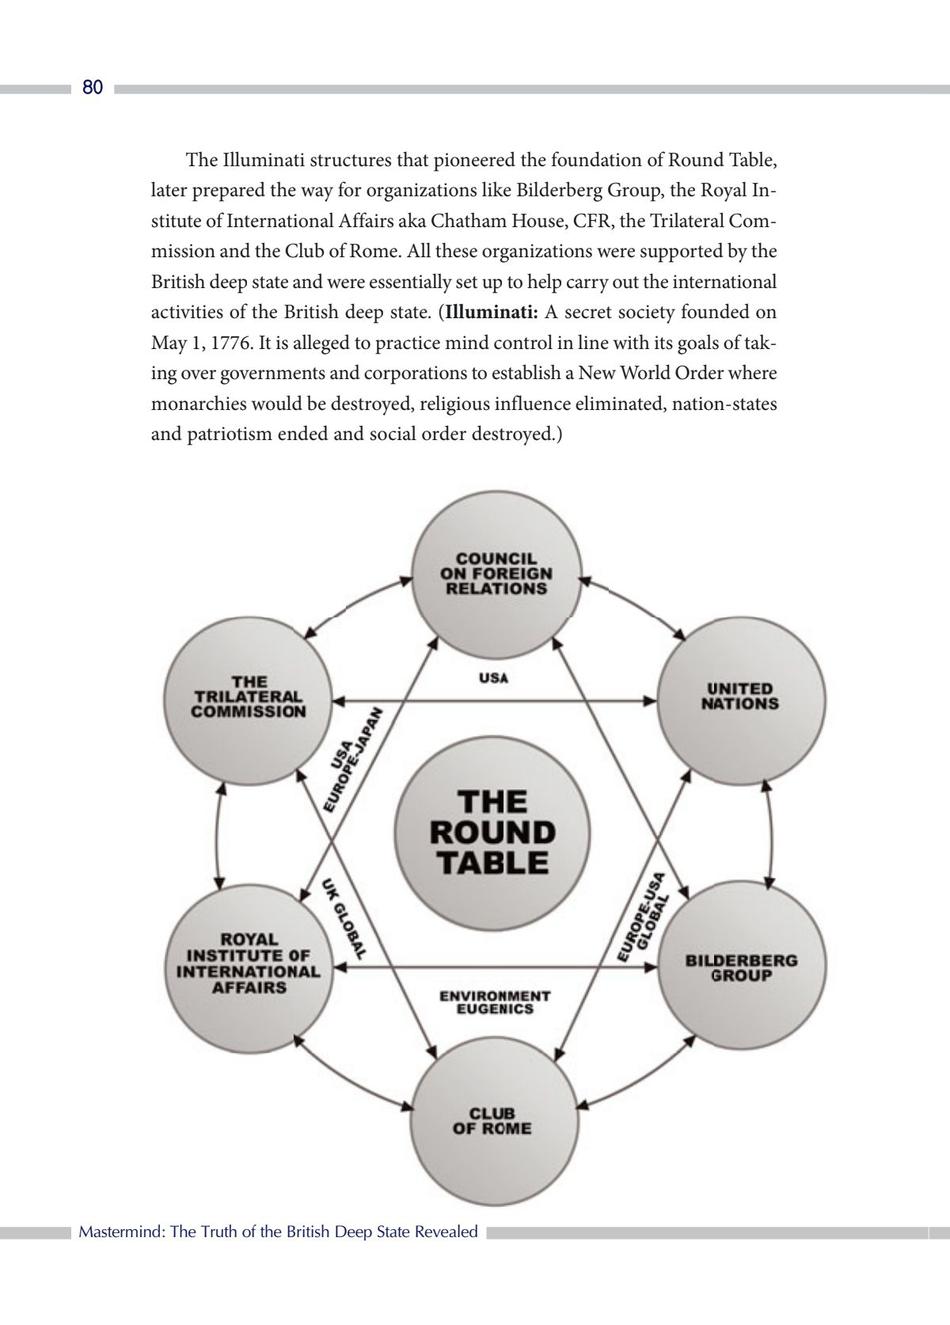 80
The Illuminati structures that pioneered the foundation of Round Table,
later prepared the way for organizations like Bilderberg Group, the Royal In-
stitute of International Affairs aka Chatham House, CFR, the Trilateral Com-
mission and the Club of Rome. All these organizations were supported by the
British deep state and were essentially set up to help carry out the international
activities of the British deep state. (Illuminati: A secret society founded on
May 1, 1776. It is alleged to practice mind control in line with its goals of tak-
ing over governments and corporations to establish a New World Order where
monarchies would be destroyed, religious influence eliminated, nation-states
and patriotism ended and social order destroyed.)
COUNCIL
ON FOREIGN
RELATIONS
THE
TRILATERAL
COMMISSION
USA
UNITED
NATIONS
USA
EUROPE-JAPAN
THE
ROUND
TABLE
UK GLOBAL
EUROPE-USA
GLOBAL
ROYAL
INSTITUTE OF
INTERNATIONAL
AFFAIRS
BILDERBERG
GROUP
ENVIRONMENT
EUGENICS
CLUB
OF ROME
Mastermind: The Truth of the British Deep State Revealed